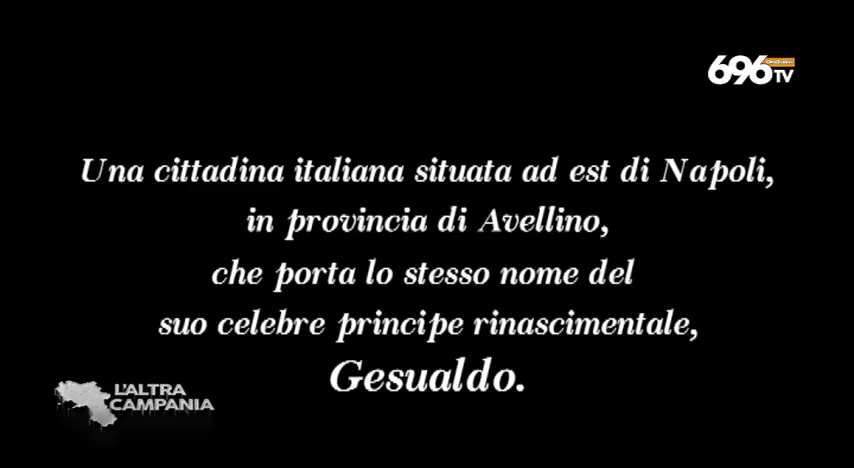 696
TV
Una cittadina italiana situata ad est di Napoli,
in provincia di Avellino,
che porta lo stesso nome del
suo celebre principe rinascimentale,
Gesualdo.
L'ALTRA
CAMPANIA